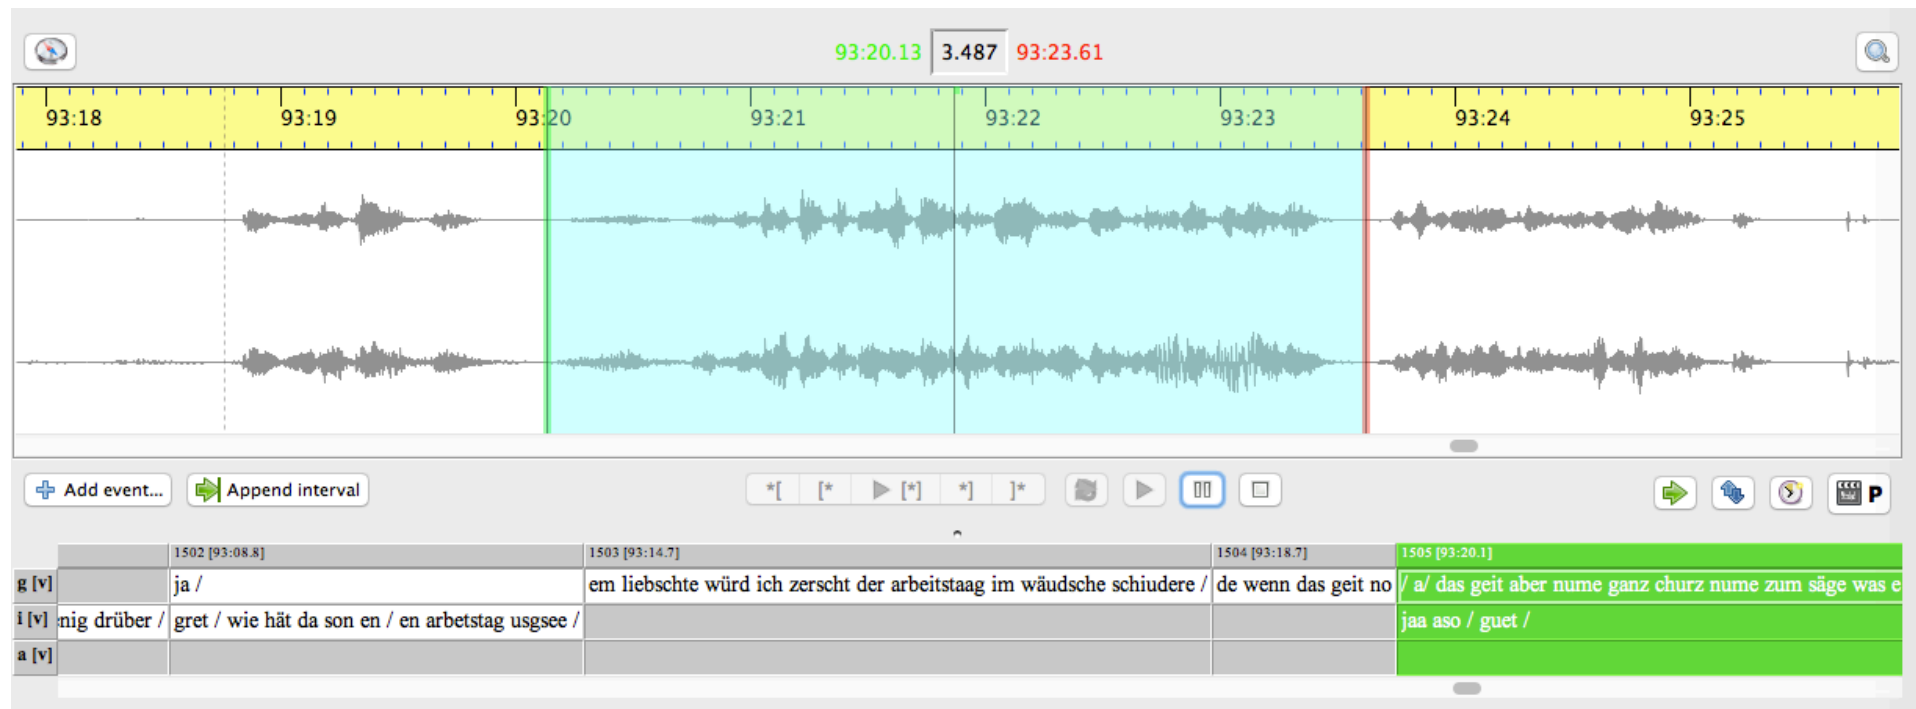 93:20.13 3.487 93:23.61
93:18 93:19 93:20 93:21 93:22 93:23 93:24 93:25
Add event... Append interval *[ [* [*] *] ]* P
1502 [93:08.8] 1503 [93:14.7] 1504 [93:18.7] 1505 [93:20.1]
g [v] ja / em liebschte würd ich zerscht der arbeitstaag im wäudsche schiudere / de wenn das geit no / a/ das geit aber nume ganz churz nume zum säge was e
i [v] nig drüber / gret / wie hät da son en / en arbetstag usgsee / jaa aso / guet /
a [v]